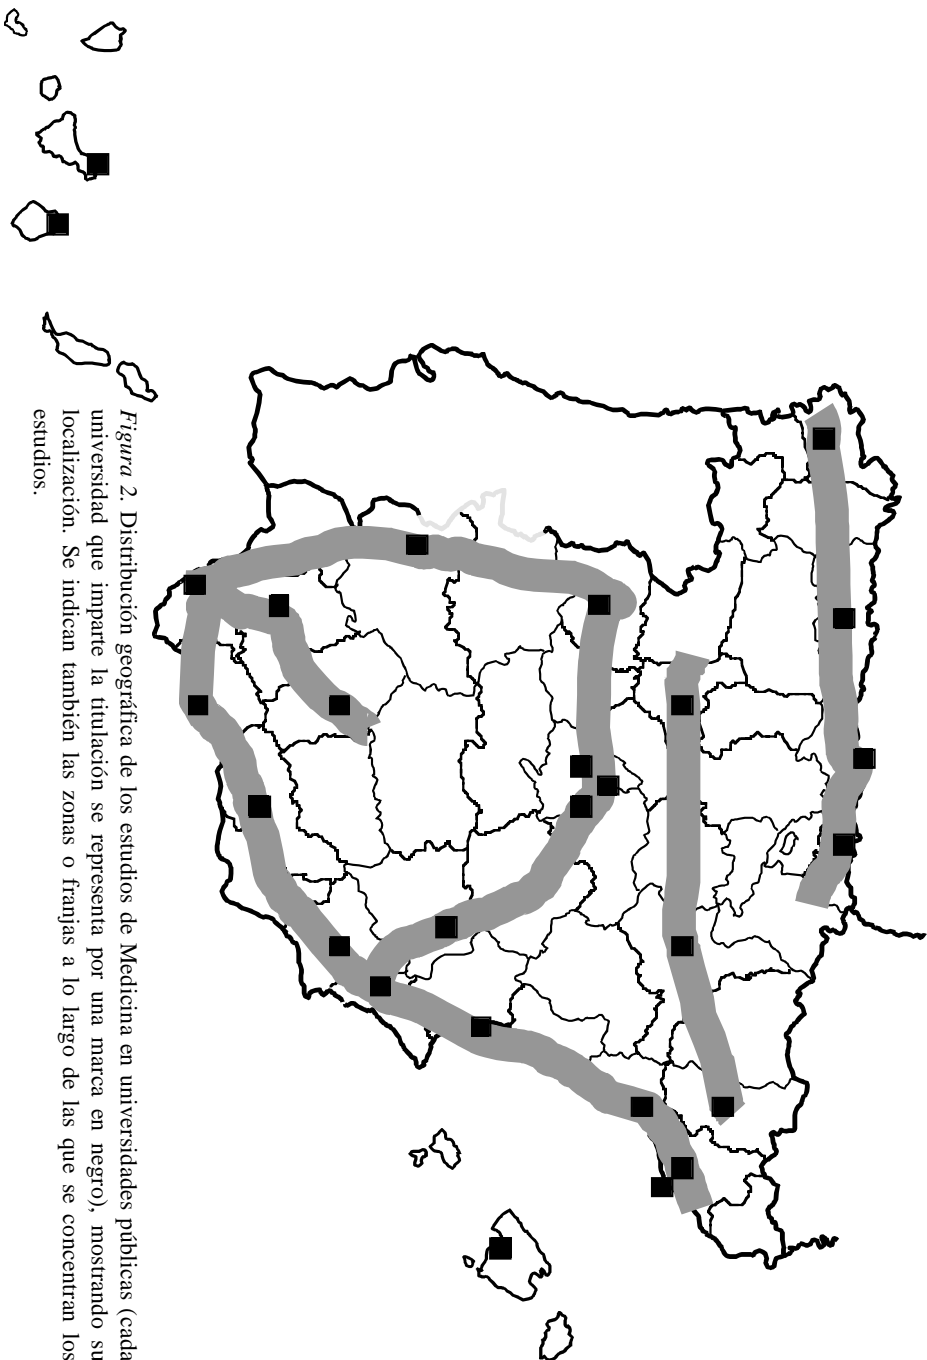 Figura 2. Distribución geográfica de los estudios de Medicina en universidades públicas (cada
universidad que imparte la titulación se representa por una marca en negro), mostrando su
localización. Se indican también las zonas o franjas a lo largo de las que se concentran los
estudios.